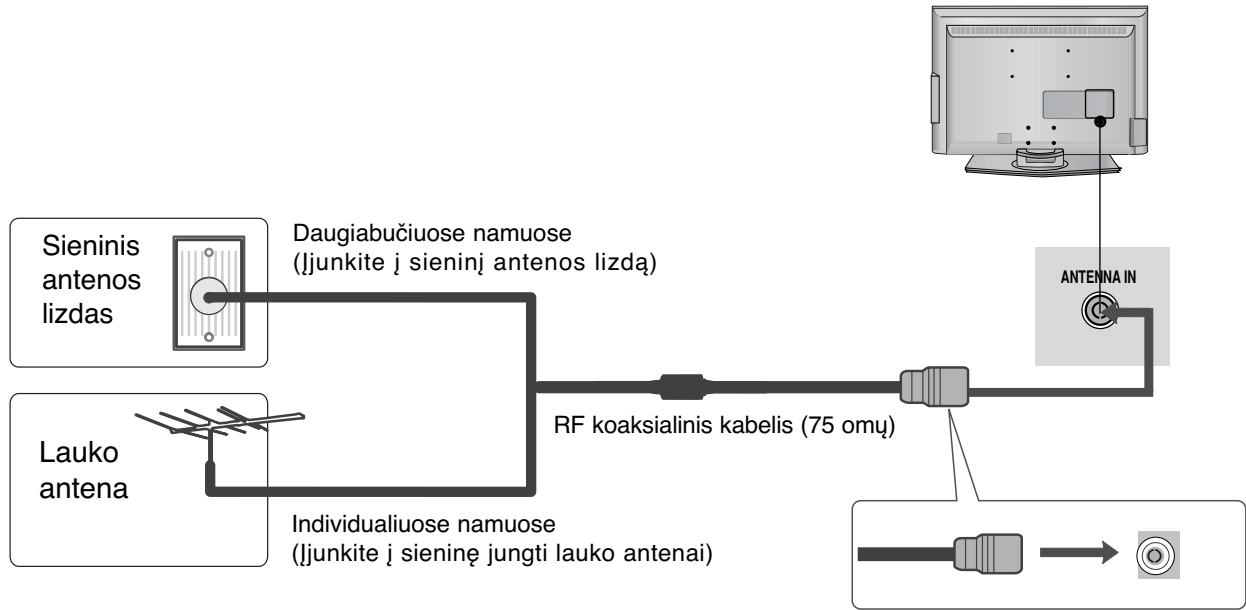 Sieninis
antenos
lizdas
Daugiabučiuose namuose
(Įjunkite į sieninį antenos lizdą)
ANTENNA IN
RF koaksialinis kabelis (75 omų)
Lauko
antena
Individualiuose namuose
(Įjunkite į sieninę jungti lauko antenai)